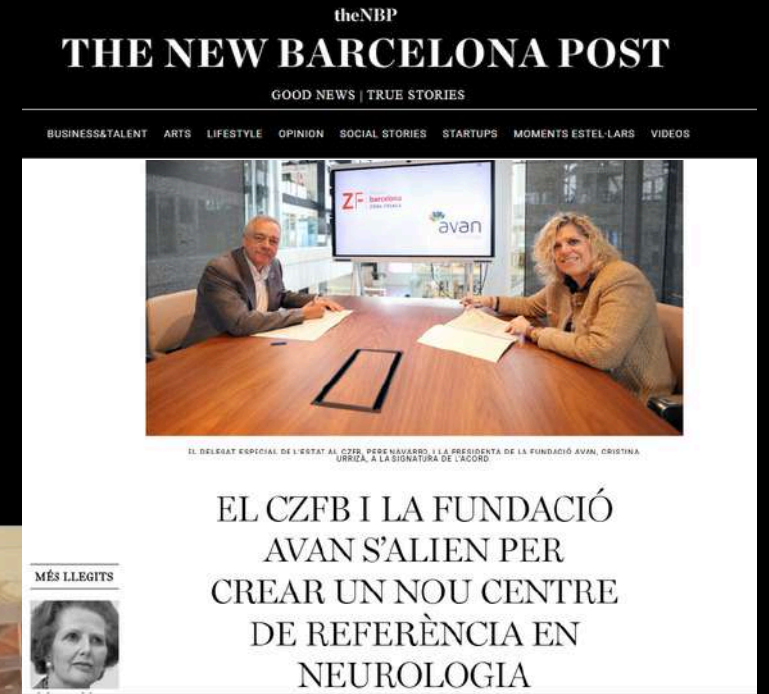 theNBP
THE NEW BARCELONA POST
GOOD NEWS | TRUE STORIES
BUSINESS&TALENT ARTS LIFESTYLE OPINION SOCIAL STORIES STARTUPS MOMENTS ESTEL·LARS VIDEOS
ZF barcelona
avan
EL DELEGAT ESPECIAL DE L'ESTAT AL CZFB, PERE NAVARRO, I LA PRESIDENTA DE LA FUNDACIÓ AVAN, CRISTINA
URRIZA, A LA SIGNATURA DE L'ACORD
EL CZFB I LA FUNDACIÓ
AVAN S'ALIEN PER
CREAR UN NOU CENTRE
DE REFERÈNCIA EN
NEUROLOGIA
MÉS LLEGITS